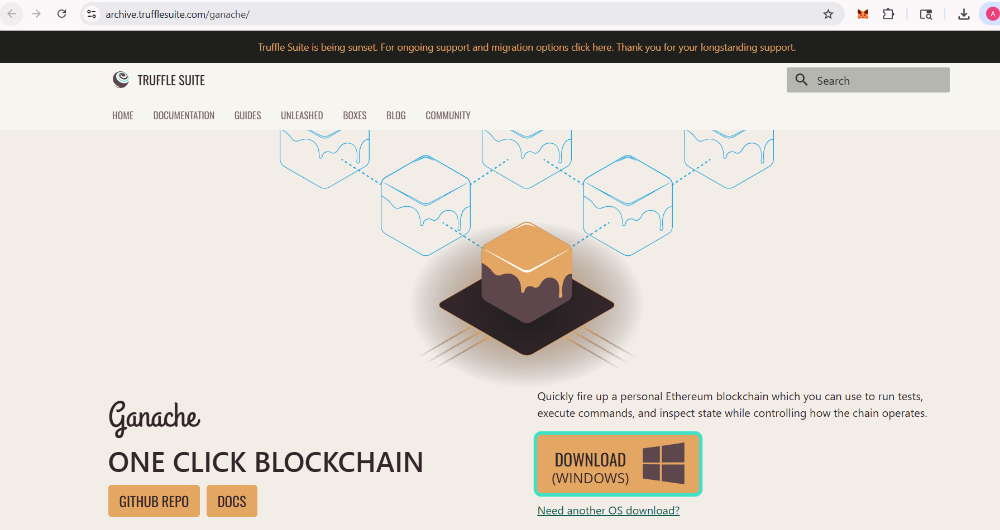 archive.trufflesuite.com/ganache/
A
Truffle Suite is being sunset. For ongoing support and migration options click here. Thank you for your longstanding support.
TRUFFLE SUITE
Search
HOME
DOCUMENTATION
GUIDES
UNLEASHED
BOXES
BLOG
COMMUNITY
Ganache
ONE CLICK BLOCKCHAIN
GITHUB REPO
DOCS
Quickly fire up a personal Ethereum blockchain which you can use to run tests,
execute commands, and inspect state while controlling how the chain operates.
DOWNLOAD
(WINDOWS)
Need another OS download?